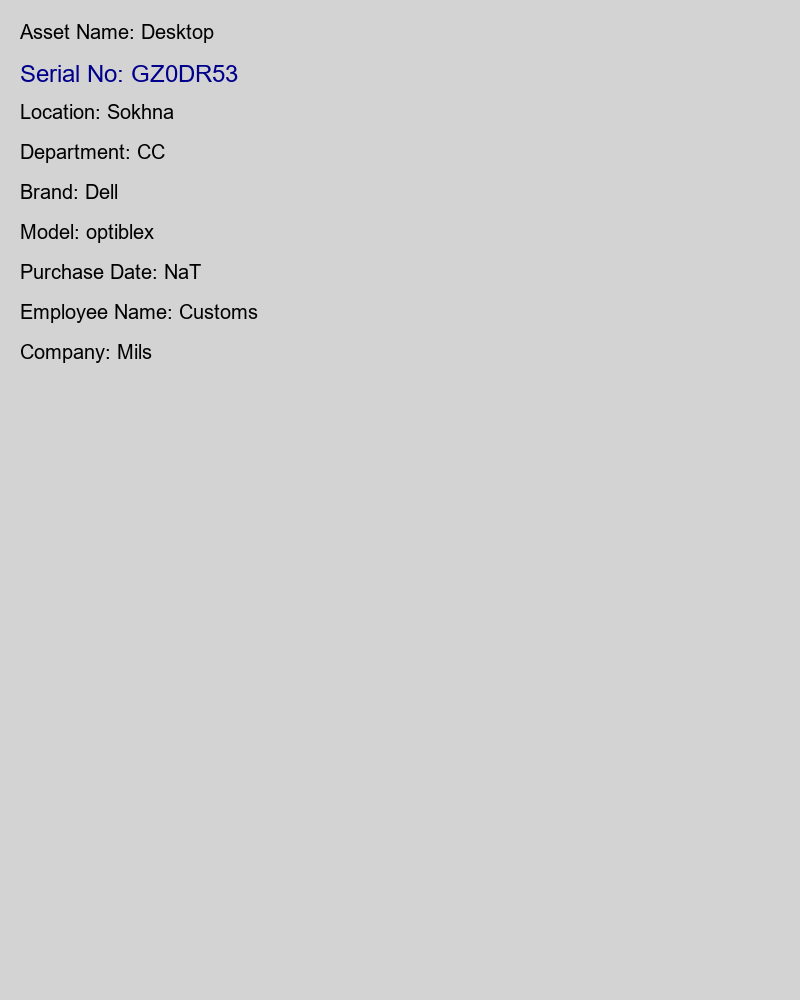 Asset Name: Desktop
Serial No: GZ0DR53
Location: Sokhna
Department: CC
Brand: Dell
Model: optiblex
Purchase Date: NaT
Employee Name: Customs
Company: Mils